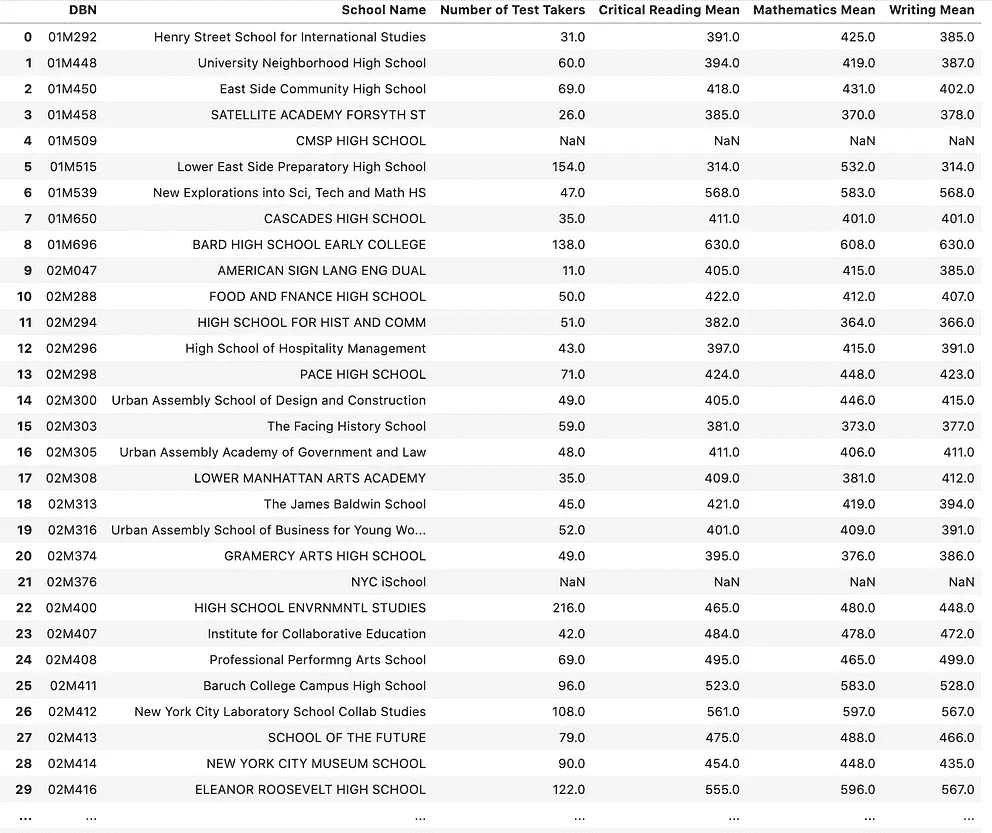 DBN School Name Number of Test Takers Critical Reading Mean Mathematics Mean Writing Mean
0 01M292 Henry Street School for International Studies 31.0 391.0 425.0 385.0
1 01M448 University Neighborhood High School 60.0 394.0 419.0 387.0
2 01M450 East Side Community High School 69.0 418.0 431.0 402.0
3 01M458 SATELLITE ACADEMY FORSYTH ST 26.0 385.0 370.0 378.0
4 01M509 CMSP HIGH SCHOOL NaN NaN NaN NaN
5 01M515 Lower East Side Preparatory High School 154.0 314.0 532.0 314.0
6 01M539 New Explorations into Sci, Tech and Math HS 47.0 568.0 583.0 568.0
7 01M650 CASCADES HIGH SCHOOL 35.0 411.0 401.0 401.0
8 01M696 BARD HIGH SCHOOL EARLY COLLEGE 138.0 630.0 608.0 630.0
9 02M047 AMERICAN SIGN LANG ENG DUAL 11.0 405.0 415.0 385.0
10 02M288 FOOD AND FNANCE HIGH SCHOOL 50.0 422.0 412.0 407.0
11 02M294 HIGH SCHOOL FOR HIST AND COMM 51.0 382.0 364.0 366.0
12 02M296 High School of Hospitality Management 43.0 397.0 415.0 391.0
13 02M298 PACE HIGH SCHOOL 71.0 424.0 448.0 423.0
14 02M300 Urban Assembly School of Design and Construction 49.0 405.0 446.0 415.0
15 02M303 The Facing History School 59.0 381.0 373.0 377.0
16 02M305 Urban Assembly Academy of Government and Law 48.0 411.0 406.0 411.0
17 02M308 LOWER MANHATTAN ARTS ACADEMY 35.0 409.0 381.0 412.0
18 02M313 The James Baldwin School 45.0 421.0 419.0 394.0
19 02M316 Urban Assembly School of Business for Young Wo... 52.0 401.0 409.0 391.0
20 02M374 GRAMERCY ARTS HIGH SCHOOL 49.0 395.0 376.0 386.0
21 02M376 NYC iSchool NaN NaN NaN NaN
22 02M400 HIGH SCHOOL ENVRNMNTL STUDIES 216.0 465.0 480.0 448.0
23 02M407 Institute for Collaborative Education 42.0 484.0 478.0 472.0
24 02M408 Professional Performng Arts School 69.0 495.0 465.0 499.0
25 02M411 Baruch College Campus High School 96.0 523.0 583.0 528.0
26 02M412 New York City Laboratory School Collab Studies 108.0 561.0 597.0 567.0
27 02M413 SCHOOL OF THE FUTURE 79.0 475.0 488.0 466.0
28 02M414 NEW YORK CITY MUSEUM SCHOOL 90.0 454.0 448.0 435.0
29 02M416 ELEANOR ROOSEVELT HIGH SCHOOL 122.0 555.0 596.0 567.0
... ... ... ... ... ... ...